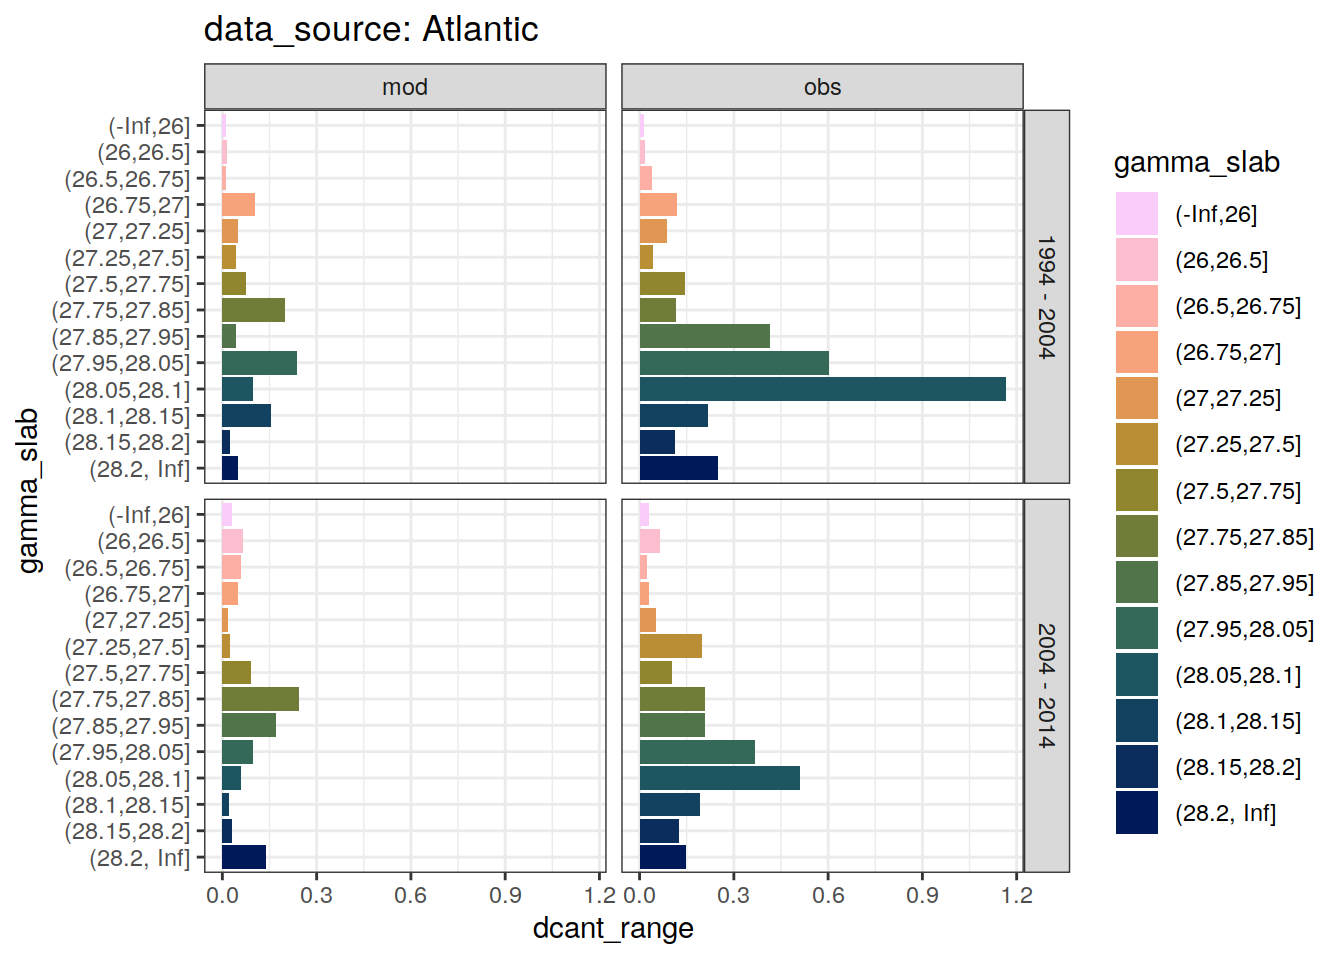 data_source: Atlantic
mod
obs
(-Inf,26]
(26,26.5]
(26.5,26.75]
(26.75,27]
(27,27.25]
(27.25,27.5]
(27.5,27.75]
(27.75,27.85]
(27.85,27.95]
(27.95,28.05]
(28.05,28.1]
(28.1,28.15]
(28.15,28.2]
(28.2, Inf]
1994 - 2004
(-Inf,26]
(26,26.5]
(26.5,26.75]
(26.75,27]
(27,27.25]
(27.25,27.5]
(27.5,27.75]
(27.75,27.85]
(27.85,27.95]
(27.95,28.05]
(28.05,28.1]
(28.1,28.15]
(28.15,28.2]
(28.2, Inf]
2004 - 2014
gamma_slab
0.0 0.3 0.6 0.9 1.2
0.0 0.3 0.6 0.9 1.2
dcant_range
gamma_slab
(-Inf,26]
(26,26.5]
(26.5,26.75]
(26.75,27]
(27,27.25]
(27.25,27.5]
(27.5,27.75]
(27.75,27.85]
(27.85,27.95]
(27.95,28.05]
(28.05,28.1]
(28.1,28.15]
(28.15,28.2]
(28.2, Inf]